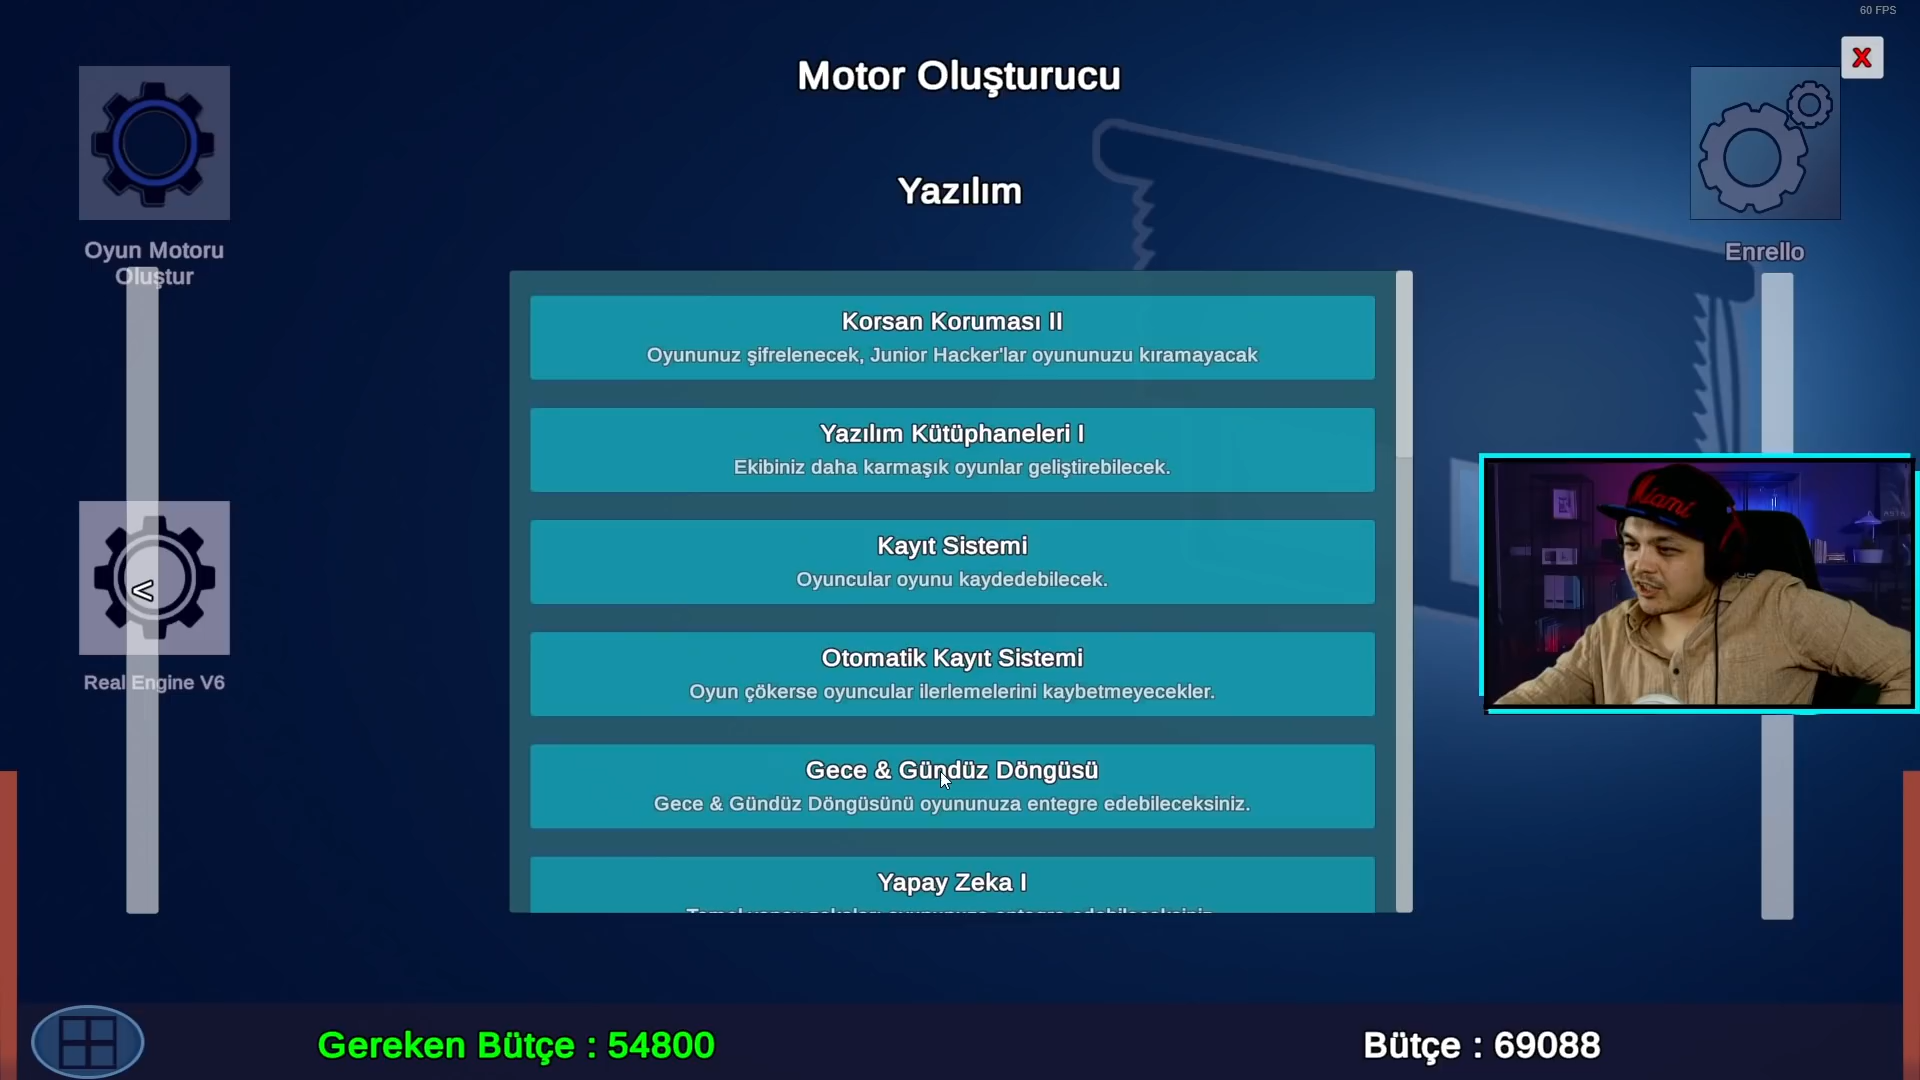 60 FPS
Motor Oluşturucu
X
Yazılım
Oyun Motoru
Oluştur
Enrello
Korsan Koruması II
Oyununuz şifrelenecek, Junior Hacker'lar oyununuzu kıramayacak
Yazılım Kütüphaneleri I
Ekibiniz daha karmaşık oyunlar geliştirebilecek.
Kayıt Sistemi
Oyuncular oyunu kaydedebilecek.
<
Real Engine V6
Miami
Otomatik Kayıt Sistemi
Oyun çökerse oyuncular ilerlemelerini kaybetmeyecekler.
Gece & Gündüz Döngüsü
Gece & Gündüz Döngüsünü oyununuza entegre edebileceksiniz.
Yapay Zeka I
Gereken Bütçe : 54800
Bütçe : 69088